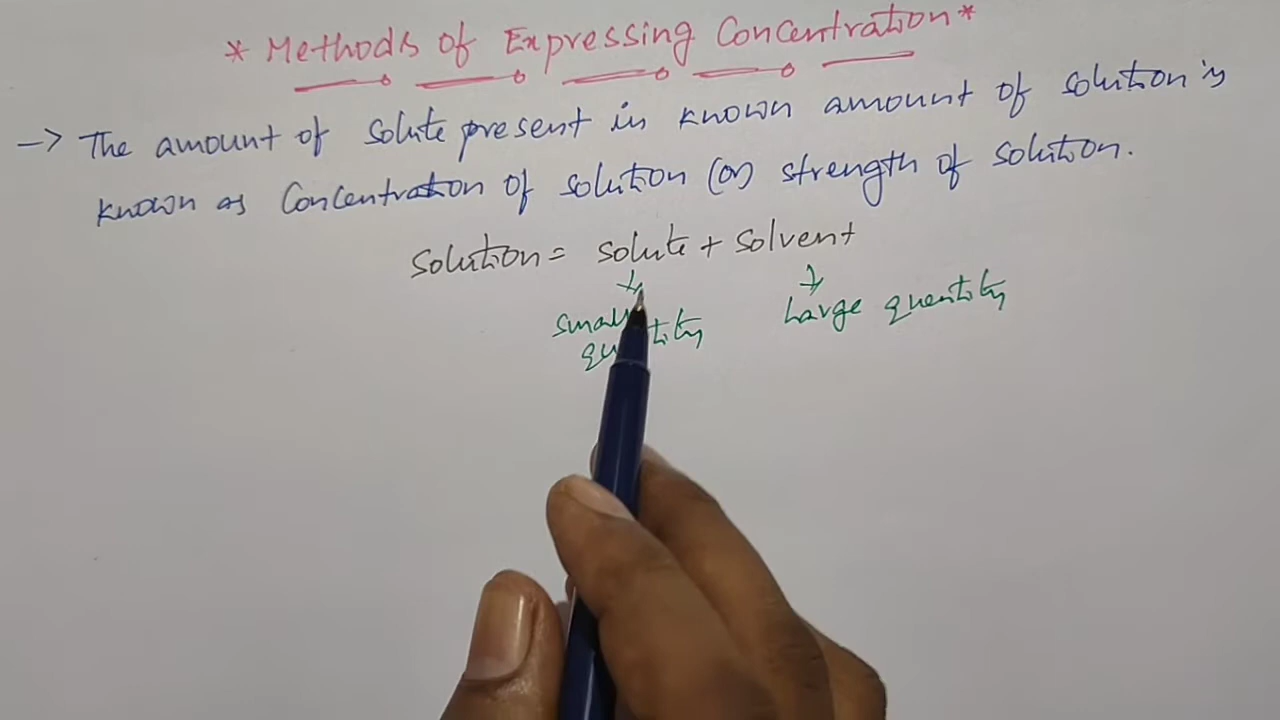 * Methods of Expressing Concentration *
-> The amount of solute present in known amount of solution is
known as Concentration of solution (or) strength of solution.
Solution = solute + solvent
small Large quantity